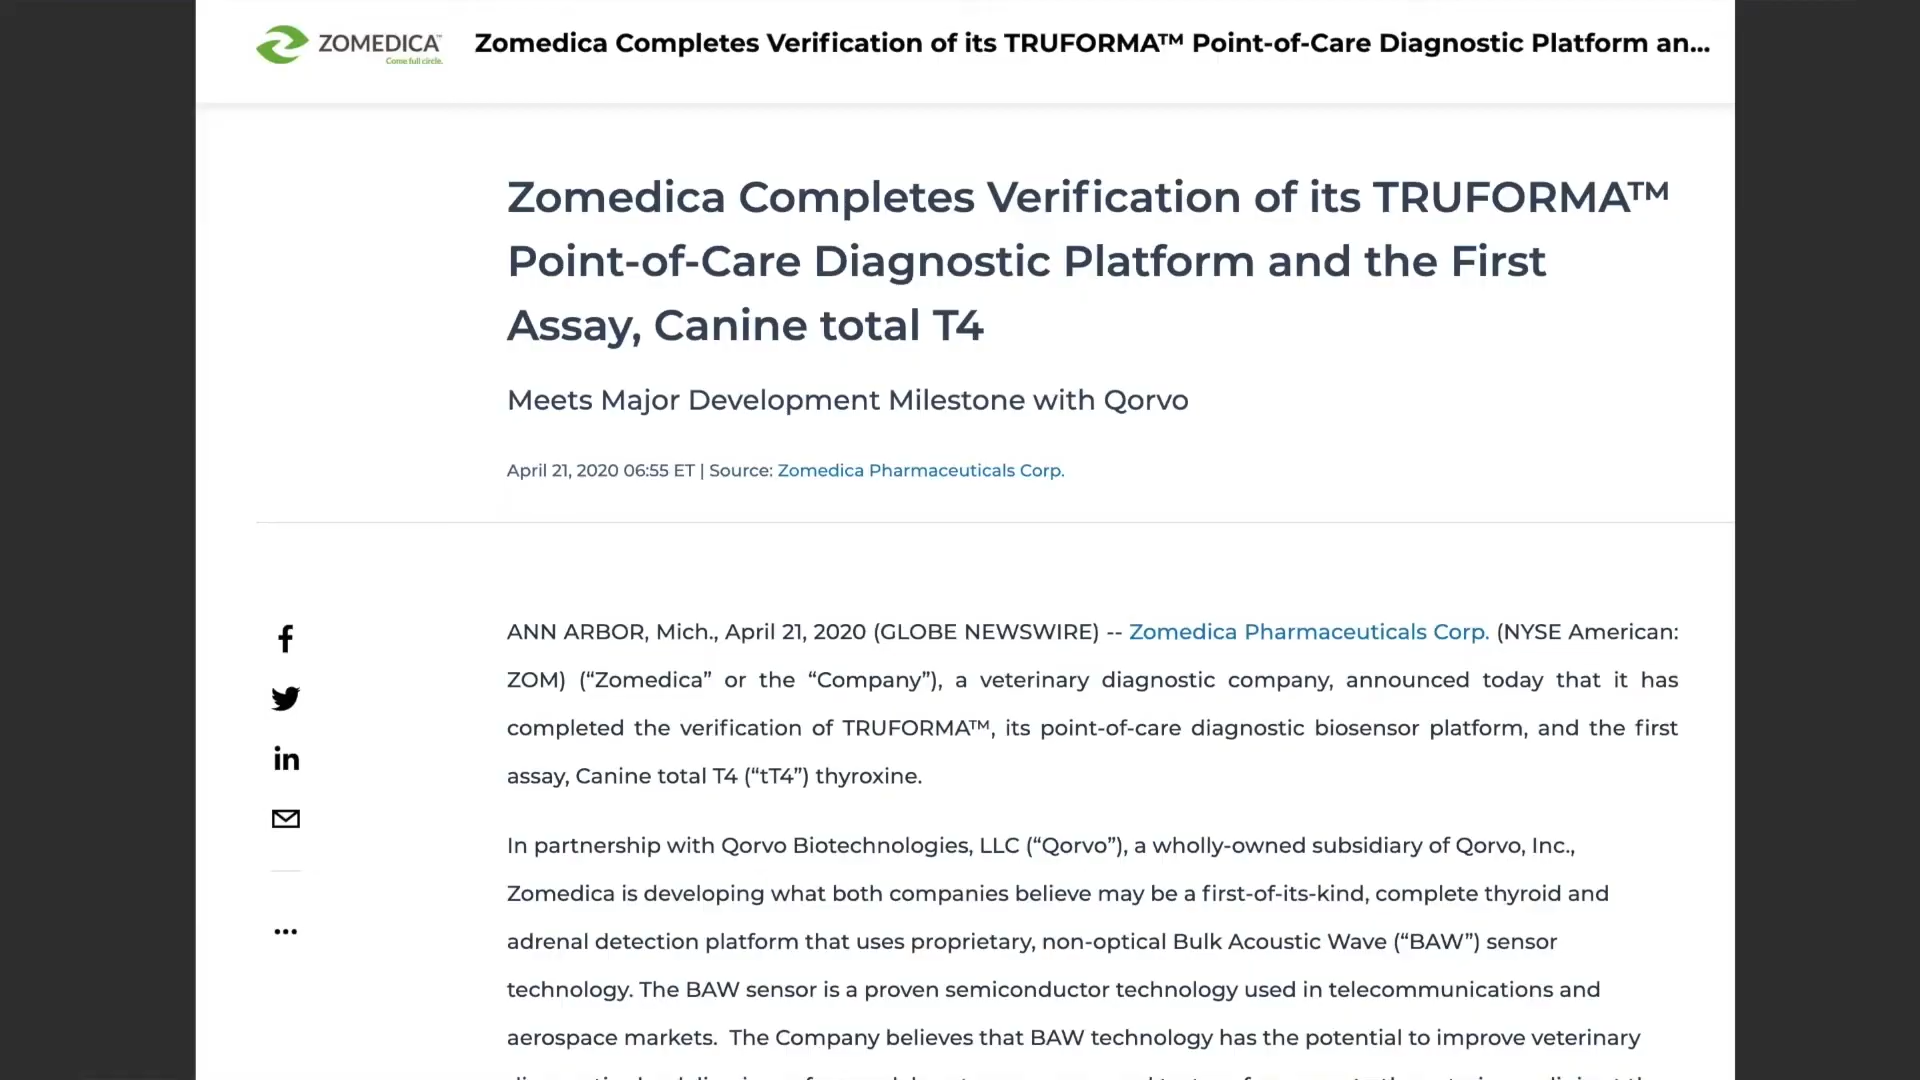 ZOMEDICA™
Come full circle.
Zomedica Completes Verification of its TRUFORMA™ Point-of-Care Diagnostic Platform an...
Zomedica Completes Verification of its TRUFORMA™
Point-of-Care Diagnostic Platform and the First
Assay, Canine total T4
Meets Major Development Milestone with Qorvo
April 21, 2020 06:55 ET | Source: Zomedica Pharmaceuticals Corp.
ANN ARBOR, Mich., April 21, 2020 (GLOBE NEWSWIRE) -- Zomedica Pharmaceuticals Corp. (NYSE American:
ZOM) (“Zomedica” or the “Company”), a veterinary diagnostic company, announced today that it has
completed the verification of TRUFORMA™, its point-of-care diagnostic biosensor platform, and the first
assay, Canine total T4 (“tT4”) thyroxine.
In partnership with Qorvo Biotechnologies, LLC (“Qorvo”), a wholly-owned subsidiary of Qorvo, Inc.,
Zomedica is developing what both companies believe may be a first-of-its-kind, complete thyroid and
adrenal detection platform that uses proprietary, non-optical Bulk Acoustic Wave (“BAW”) sensor
technology. The BAW sensor is a proven semiconductor technology used in telecommunications and
aerospace markets. The Company believes that BAW technology has the potential to improve veterinary